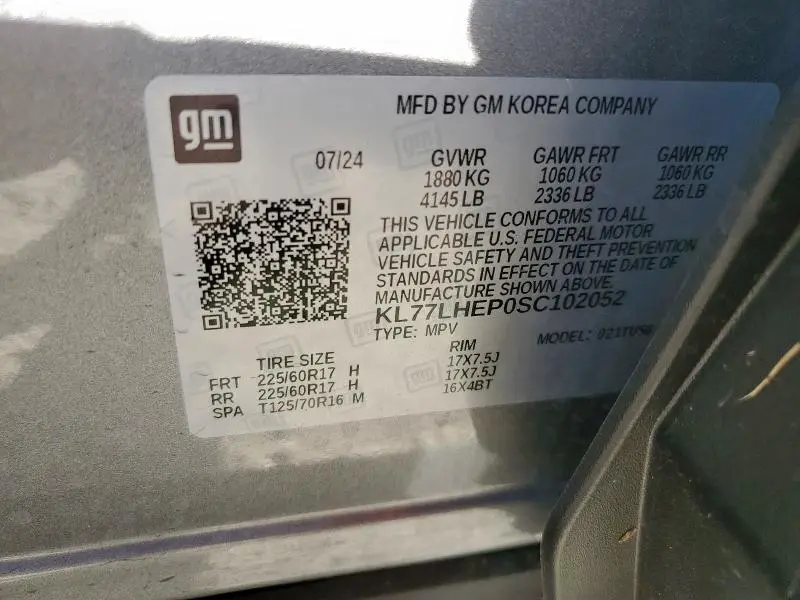 gm
MFD BY GM KOREA COMPANY
07/24 GVWR GAWR FRT GAWR RR
1880 KG 1060 KG 1060 KG
4145 LB 2336 LB 2336 LB
THIS VEHICLE CONFORMS TO ALL
APPLICABLE U.S. FEDERAL MOTOR
VEHICLE SAFETY AND THEFT PREVENTION
STANDARDS IN EFFECT ON THE DATE OF
MANUFACTURE SHOWN ABOVE.
KL77LHEP0SC102052
TYPE: MPV MODEL:
TIRE SIZE RIM
FRT 225/60R17 H 17X7.5J
RR 225/60R17 H 17X7.5J
SPA T125/70R16 M 16X4BT